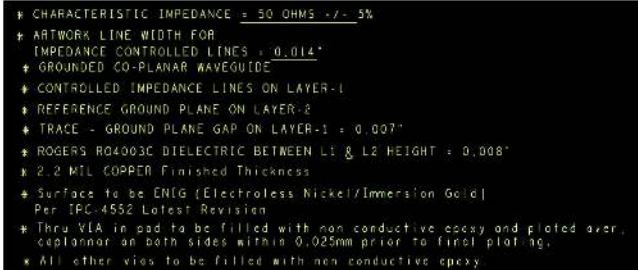 * CHARACTERISTIC IMPEDANCE = 50 OHMS -/- 5%
* ARTWORK LINE WIDTH FOR
IMPEDANCE CONTROLLED LINES = 0.014"
* GROUNDED CO-PLANAR WAVEGUIDE
* CONTROLLED IMPEDANCE LINES ON LAYER-1
* REFERENCE GROUND PLANE ON LAYER-2
* TRACE - GROUND PLANE GAP ON LAYER-1 = 0.007"
* ROGERS RO4003C DIELECTRIC BETWEEN L1 & L2 HEIGHT = 0.008"
* 2.2 MIL COPPER Finished Thickness
* Surface to be ENIG (Electroless Nickel/Immersion Gold)
Per IPC-4552 Latest Revision
* Thru VIA in pad to be filled with non conductive epoxy and plated over,
coplannar on both sides within 0.025mm prior to final plating.
* All other vias to be filled with non conductive epoxy.